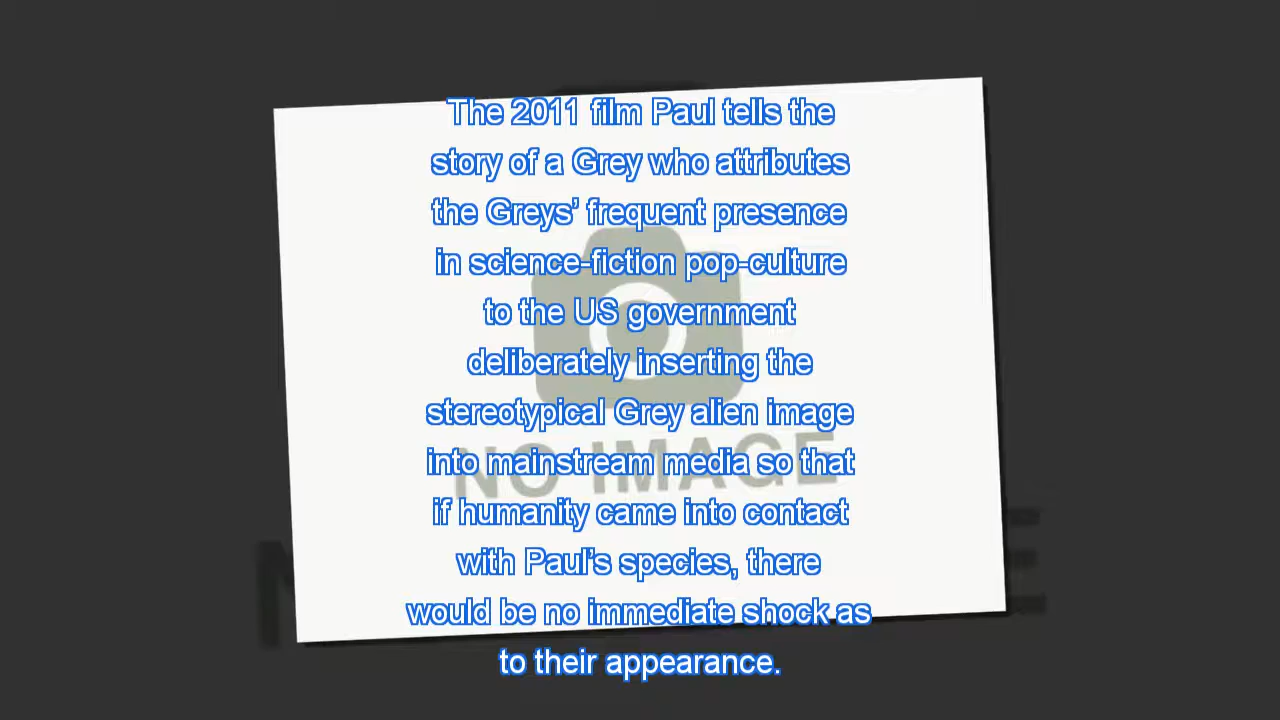 The 2011 film Paul tells the
story of a Grey who attributes
the Greys’ frequent presence
in science-fiction pop-culture
to the US government
deliberately inserting the
stereotypical Grey alien image
into mainstream media so that
if humanity came into contact
with Paul’s species, there
would be no immediate shock as
to their appearance.
NO IMAGE